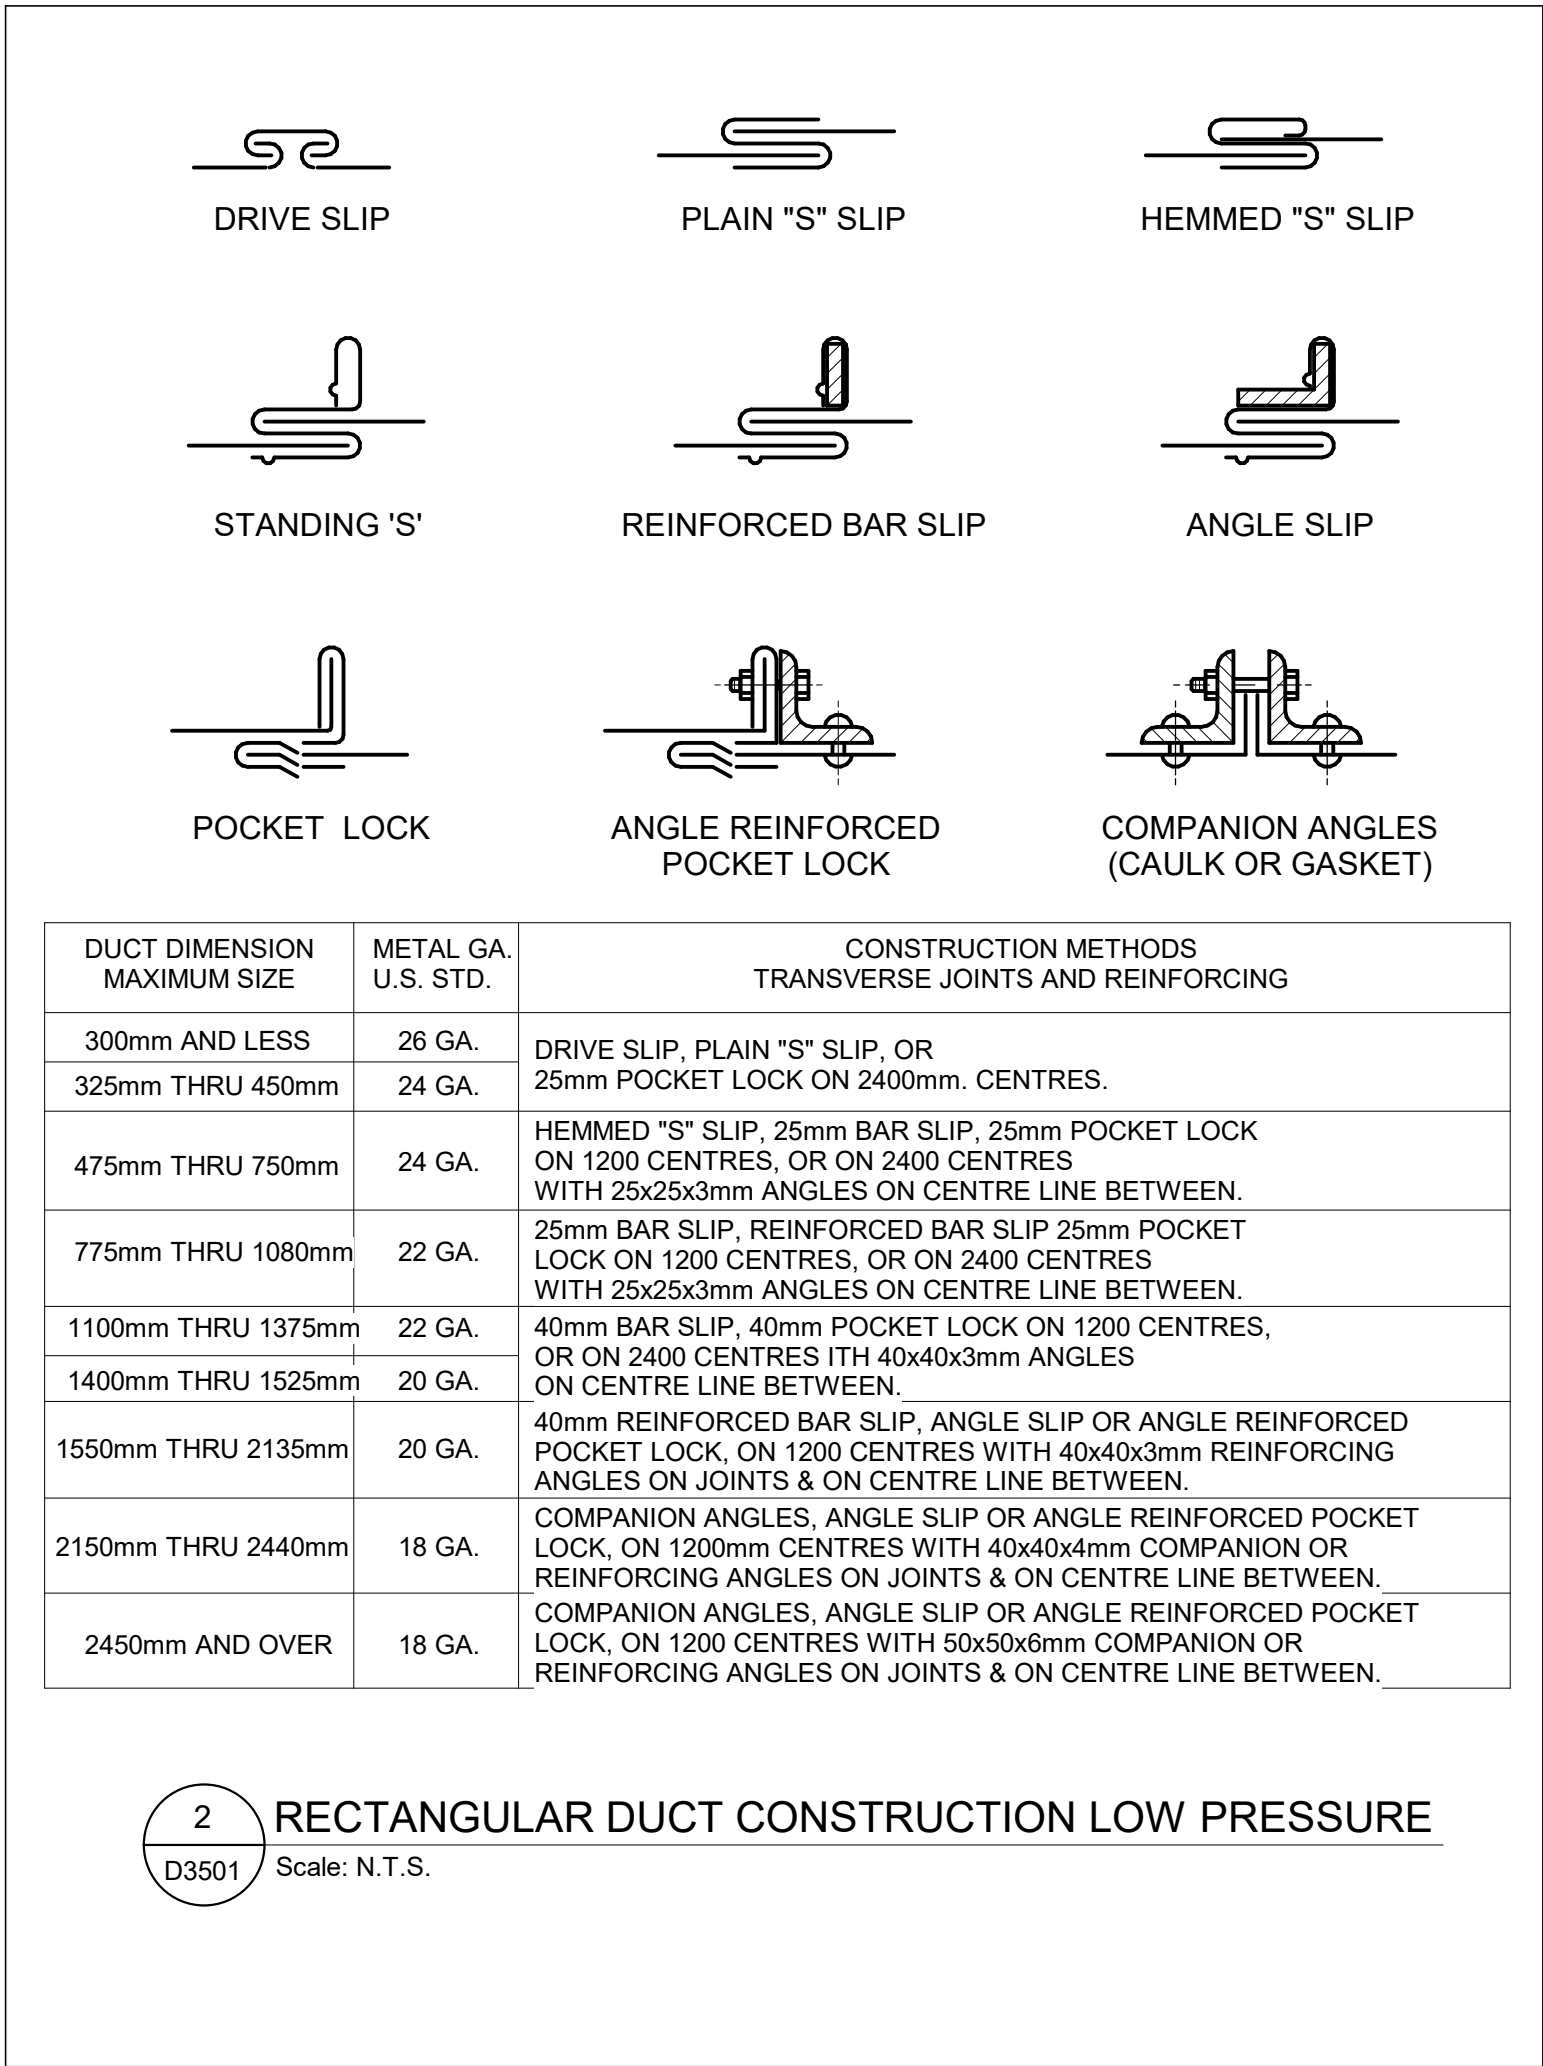 DRIVE SLIP
PLAIN "S" SLIP
HEMMED "S" SLIP
STANDING 'S'
REINFORCED BAR SLIP
ANGLE SLIP
POCKET LOCK
ANGLE REINFORCED
POCKET LOCK
COMPANION ANGLES
(CAULK OR GASKET)
DUCT DIMENSION
MAXIMUM SIZE
METAL GA.
U.S. STD.
CONSTRUCTION METHODS
TRANSVERSE JOINTS AND REINFORCING
300mm AND LESS
26 GA.
DRIVE SLIP, PLAIN "S" SLIP, OR
25mm POCKET LOCK ON 2400mm. CENTRES.
325mm THRU 450mm
24 GA.
475mm THRU 750mm
24 GA.
HEMMED "S" SLIP, 25mm BAR SLIP, 25mm POCKET LOCK
ON 1200 CENTRES, OR ON 2400 CENTRES
WITH 25x25x3mm ANGLES ON CENTRE LINE BETWEEN.
775mm THRU 1080mm
22 GA.
25mm BAR SLIP, REINFORCED BAR SLIP 25mm POCKET
LOCK ON 1200 CENTRES, OR ON 2400 CENTRES
WITH 25x25x3mm ANGLES ON CENTRE LINE BETWEEN.
1100mm THRU 1375mm
22 GA.
40mm BAR SLIP, 40mm POCKET LOCK ON 1200 CENTRES,
OR ON 2400 CENTRES ITH 40x40x3mm ANGLES
ON CENTRE LINE BETWEEN.
1400mm THRU 1525mm
20 GA.
1550mm THRU 2135mm
20 GA.
40mm REINFORCED BAR SLIP, ANGLE SLIP OR ANGLE REINFORCED
POCKET LOCK, ON 1200 CENTRES WITH 40x40x3mm REINFORCING
ANGLES ON JOINTS & ON CENTRE LINE BETWEEN.
2150mm THRU 2440mm
18 GA.
COMPANION ANGLES, ANGLE SLIP OR ANGLE REINFORCED POCKET
LOCK, ON 1200mm CENTRES WITH 40x40x4mm COMPANION OR
REINFORCING ANGLES ON JOINTS & ON CENTRE LINE BETWEEN.
2450mm AND OVER
18 GA.
COMPANION ANGLES, ANGLE SLIP OR ANGLE REINFORCED POCKET
LOCK, ON 1200 CENTRES WITH 50x50x6mm COMPANION OR
REINFORCING ANGLES ON JOINTS & ON CENTRE LINE BETWEEN.
2
RECTANGULAR DUCT CONSTRUCTION LOW PRESSURE
D3501
Scale: N.T.S.